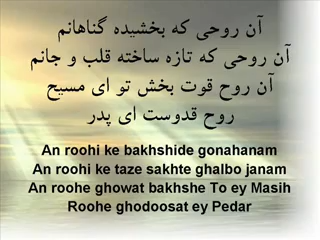 آن روحی که بخشیده گناهانم
آن روحی که تازه ساخته قلب و جانم
آن روح قوت بخش تو ای مسیح
روح قدوست ای پدر
An roohi ke bakhshide gonahanam
An roohi ke taze sakhte ghalbo janam
An roohe ghowat bakhshe To ey Masih
Roohe ghodoosat ey Pedar